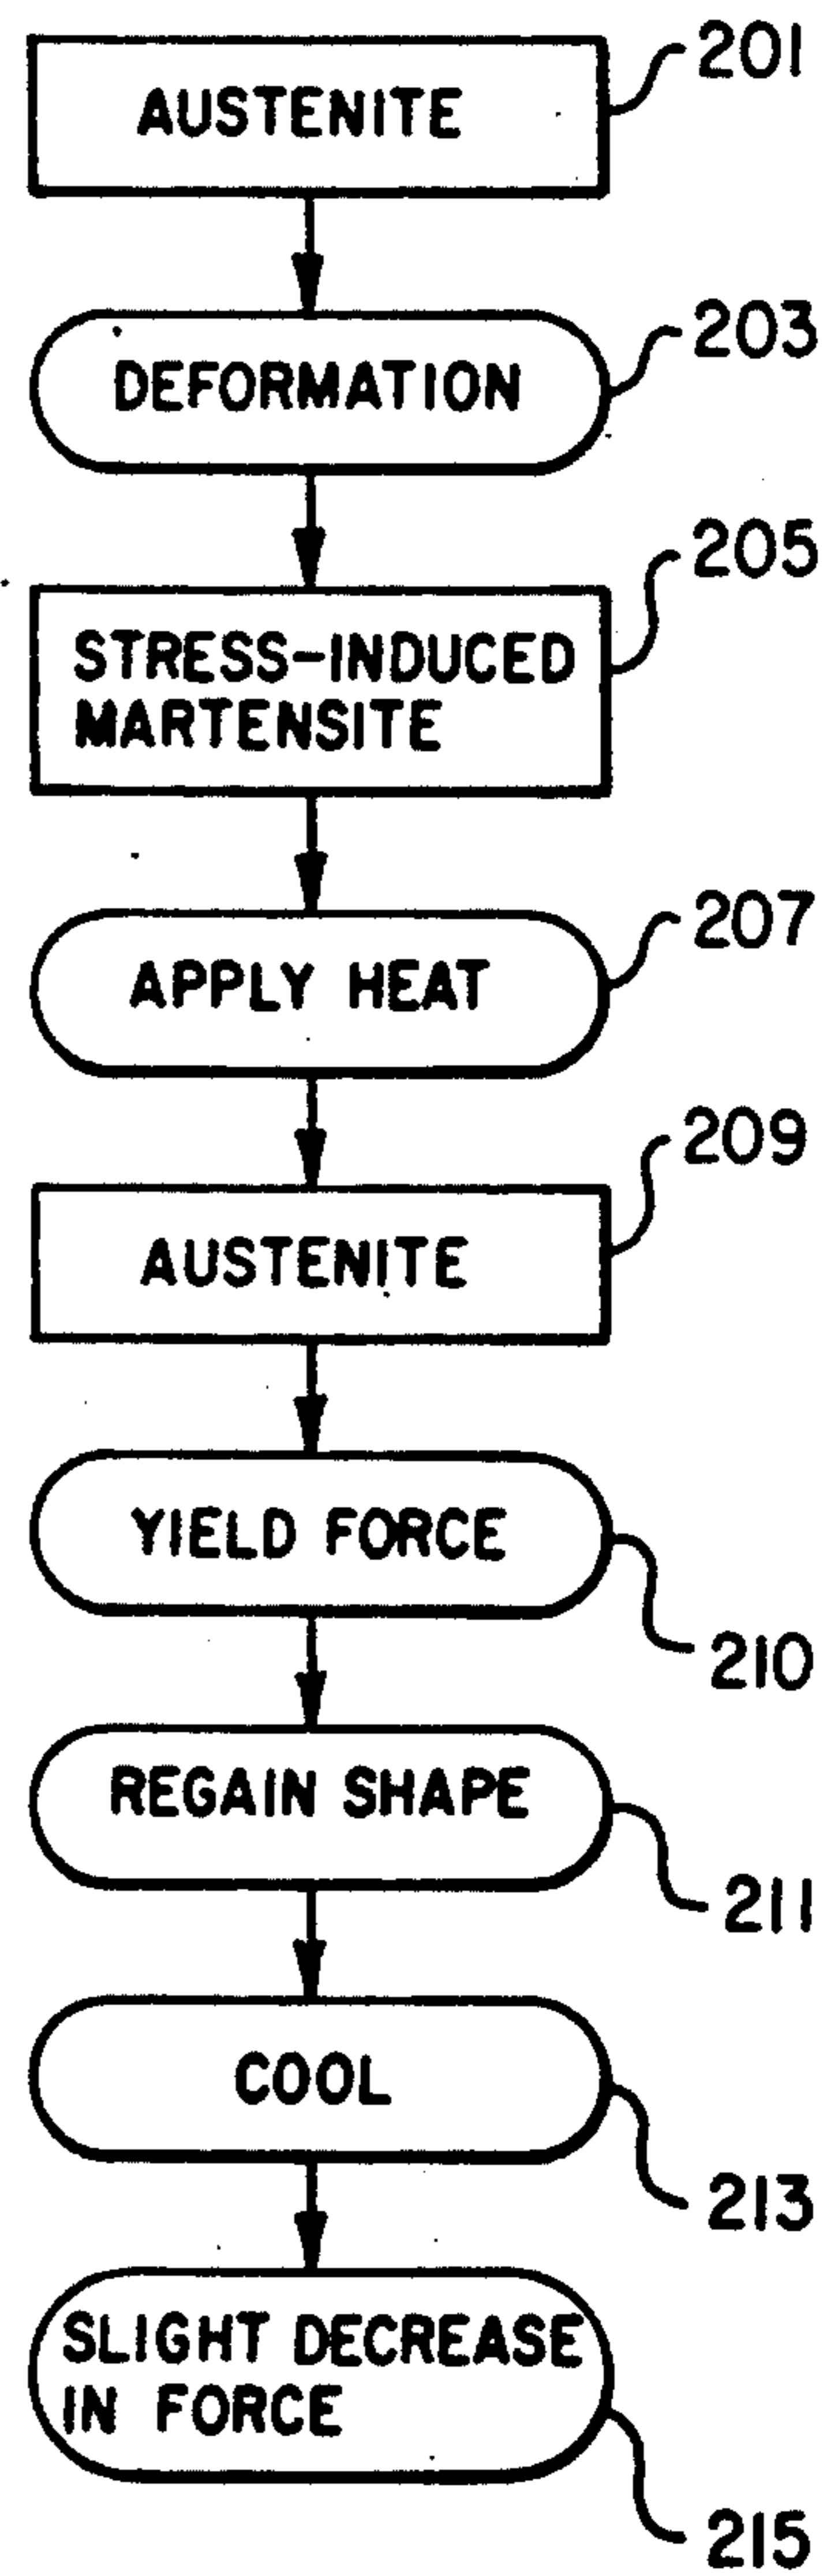 201
AUSTENITE
203
DEFORMATION
205
STRESS-INDUCED
MARTENSITE
207
APPLY HEAT
209
AUSTENITE
YIELD FORCE
210
REGAIN SHAPE
211
COOL
213
SLIGHT DECREASE
IN FORCE
215